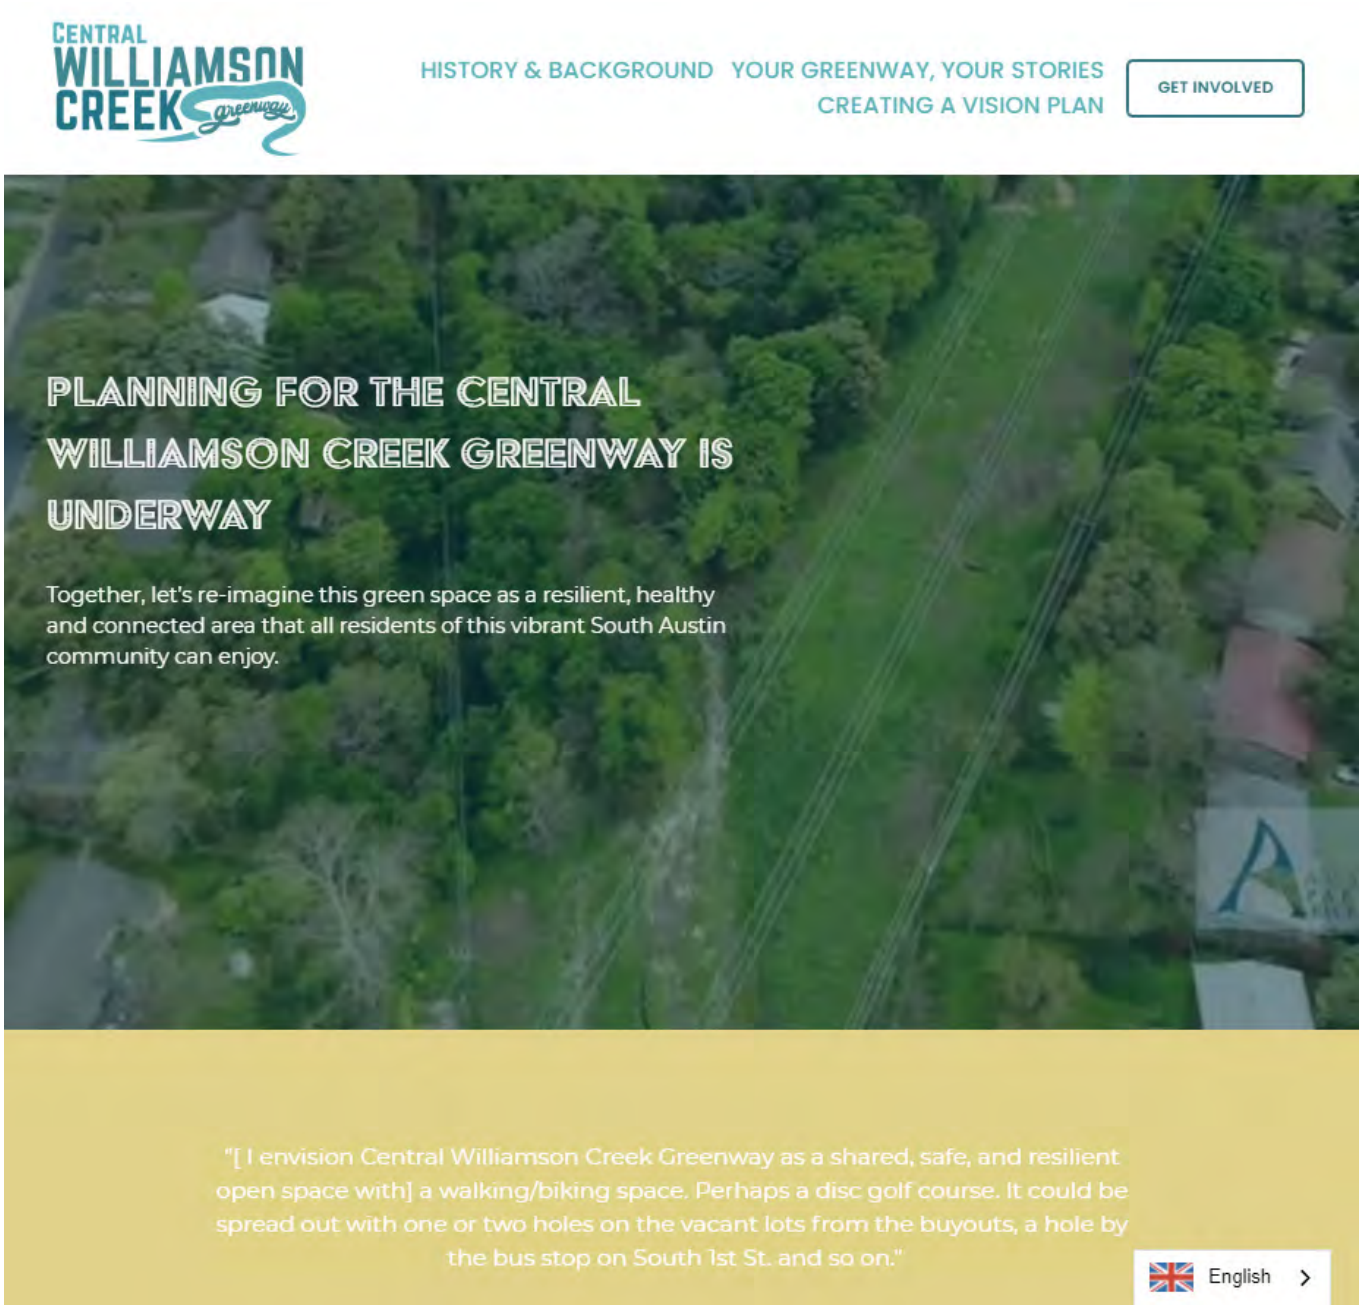 CENTRAL
WILLIAMSON
CREEK greenway
HISTORY & BACKGROUND YOUR GREENWAY, YOUR STORIES
CREATING A VISION PLAN
GET INVOLVED
PLANNING FOR THE CENTRAL
WILLIAMSON CREEK GREENWAY IS
UNDERWAY
Together, let's re-imagine this green space as a resilient, healthy
and connected area that all residents of this vibrant South Austin
community can enjoy.
"[ I envision Central Williamson Creek Greenway as a shared, safe, and resilient
open space with] a walking/biking space. Perhaps a disc golf course. It could be
spread out with one or two holes on the vacant lots from the buyouts, a hole by
the bus stop on South 1st St. and so on."
English